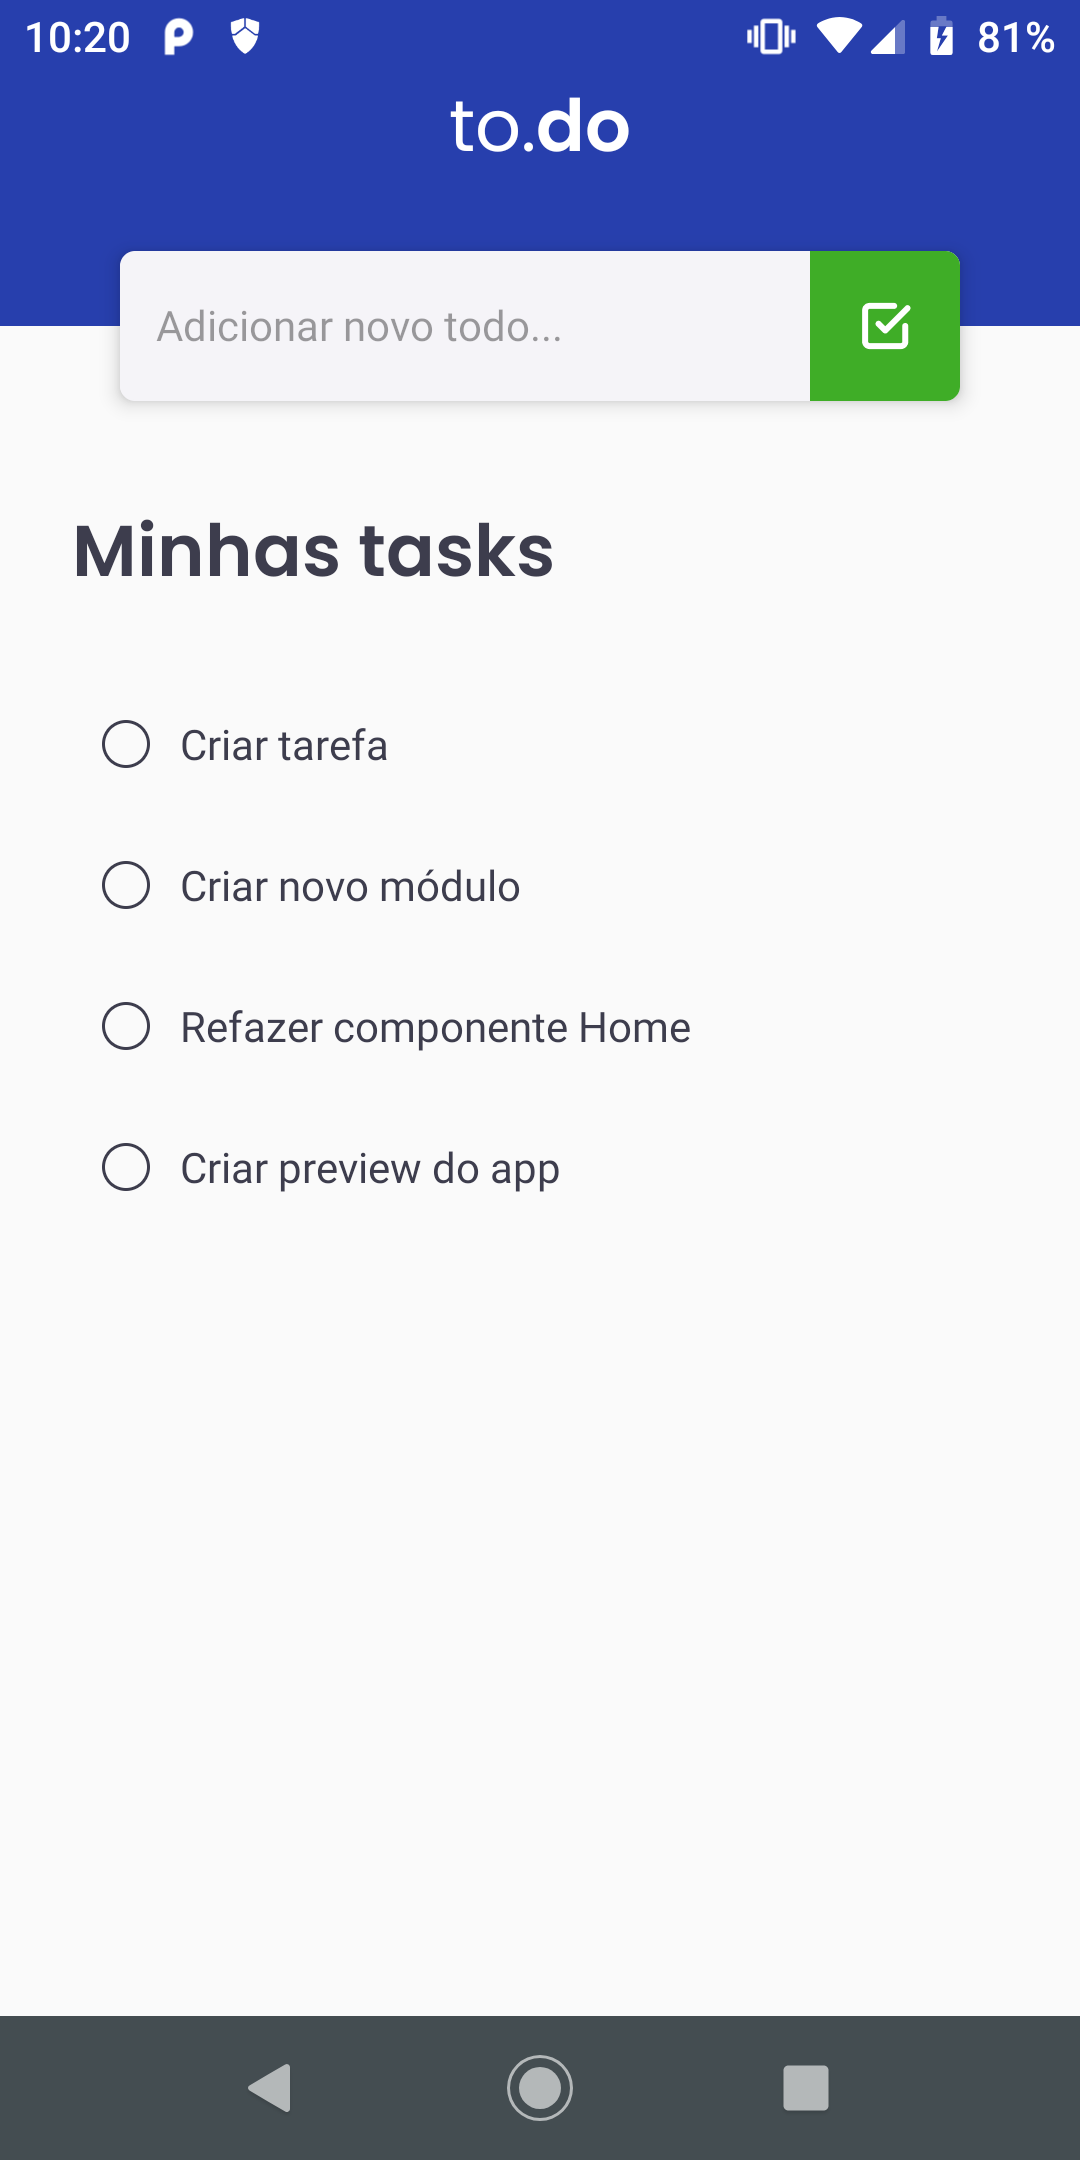 10:20
81%
to.do
Adicionar novo todo...
Minhas tasks
Criar tarefa
Criar novo módulo
Refazer componente Home
Criar preview do app